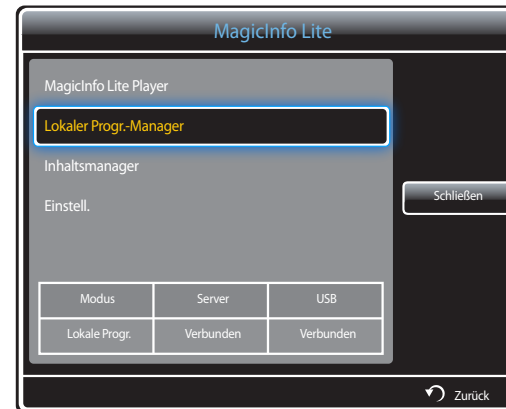 MagicInfo Lite
MagicInfo Lite Player
Lokaler Progr.-Manager
Inhaltsmanager
Einstell.
Schließen
Modus Server USB
Lokale Progr. Verbunden Verbunden
Zurück